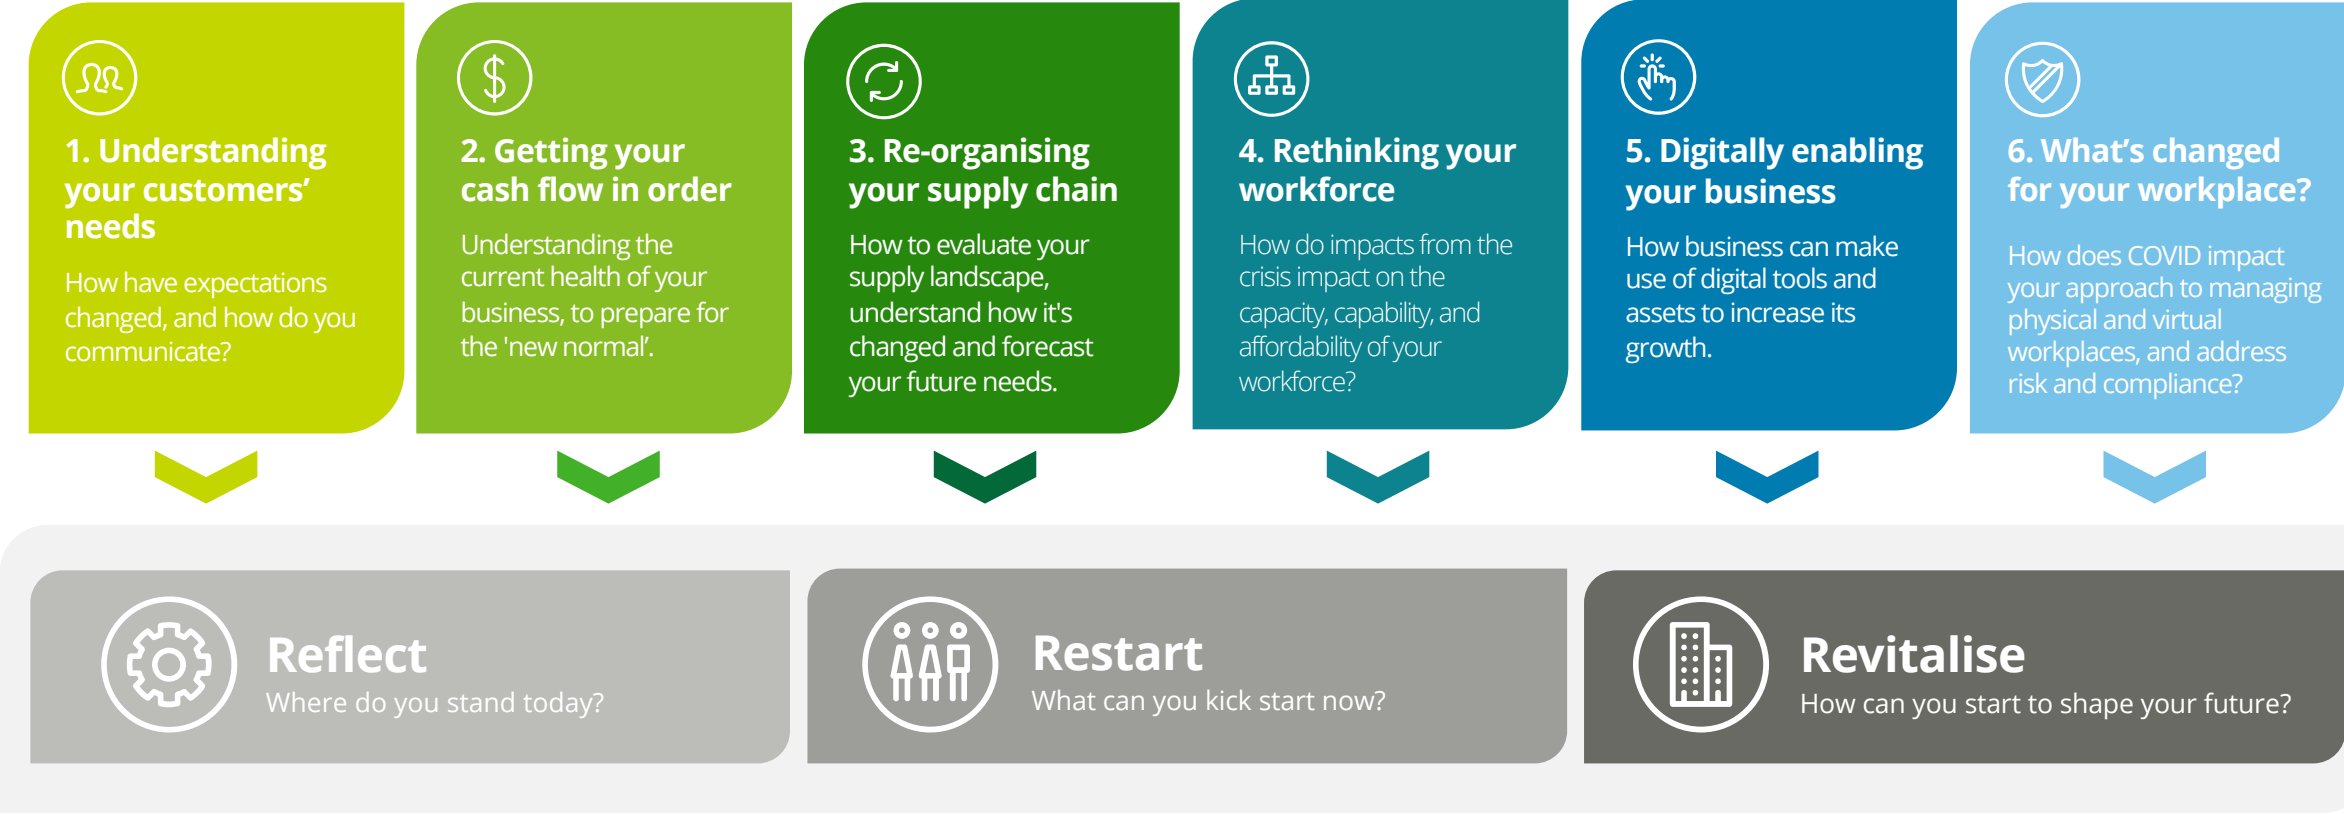 1. Understanding
your customers’
needs
How have expectations
changed, and how do you
communicate?
2. Getting your
cash flow in order
Understanding the
current health of your
business, to prepare for
the 'new normal’.
3. Re-organising
your supply chain
How to evaluate your
supply landscape,
understand how it's
changed and forecast
your future needs.
4. Rethinking your
workforce
How do impacts from the
crisis impact on the
capacity, capability, and
affordability of your
workforce?
5. Digitally enabling
your business
How business can make
use of digital tools and
assets to increase its
growth.
6. What’s changed
for your workplace?
How does COVID impact
your approach to managing
physical and virtual
workplaces, and address
risk and compliance?
Reflect
Where do you stand today?
Restart
What can you kick start now?
Revitalise
How can you start to shape your future?